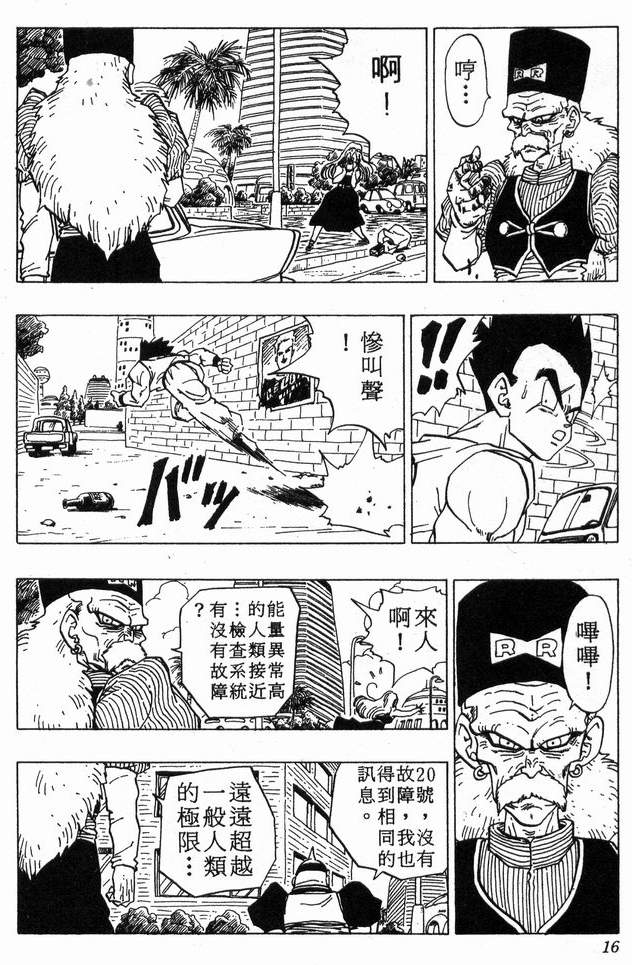 哼…
RR
啊！
!!
慘叫聲！
バッ
嗶嗶！
RR
來人啊！
能量異常高
的人類接近
…檢查系統
有沒有故障
？
20號，沒有
故障，我也
得到相同的
訊息。
遠遠超越
一般人類
的極限…
16